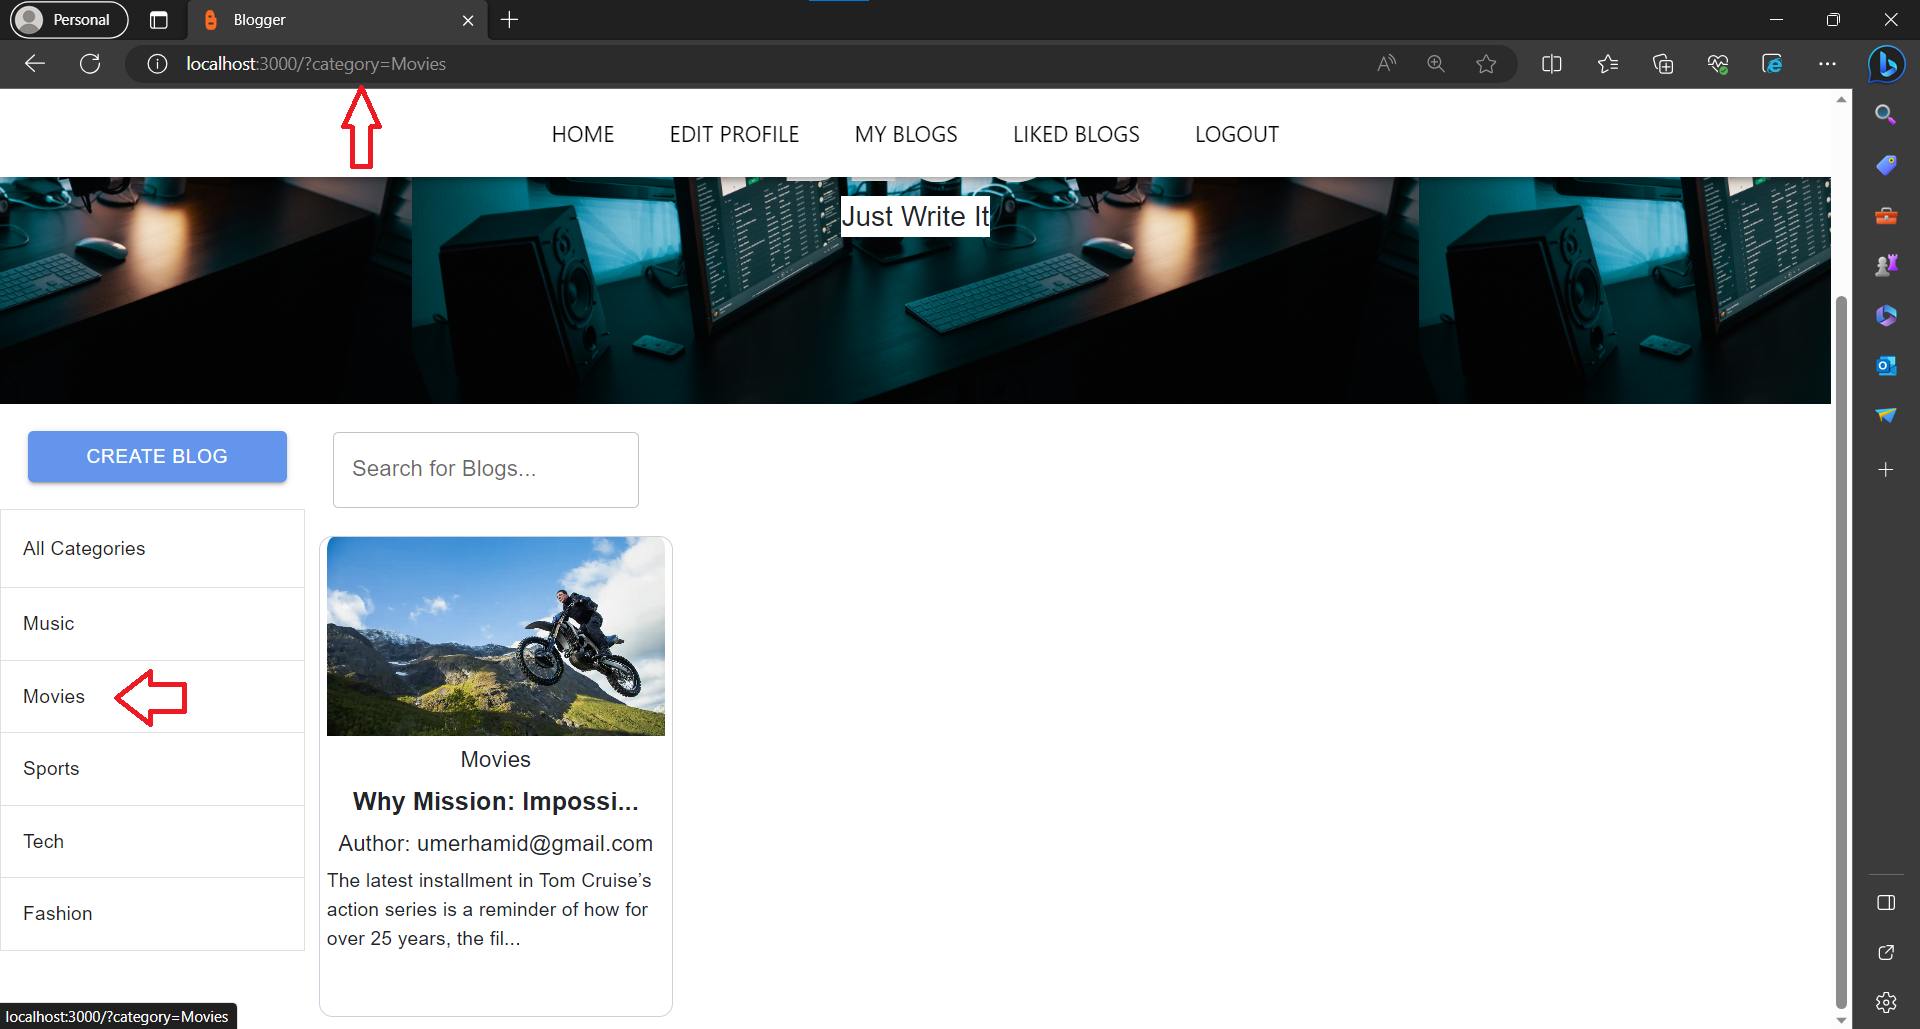 Personal
Blogger
localhost:3000/?category=Movies
HOME
EDIT PROFILE
MY BLOGS
LIKED BLOGS
LOGOUT
Just Write It
CREATE BLOG
Search for Blogs...
All Categories
Music
Movies
Sports
Tech
Fashion
Movies
Why Mission: Impossi...
Author: umerhamid@gmail.com
The latest installment in Tom Cruise’s
action series is a reminder of how for
over 25 years, the fil...
localhost:3000/?category=Movies